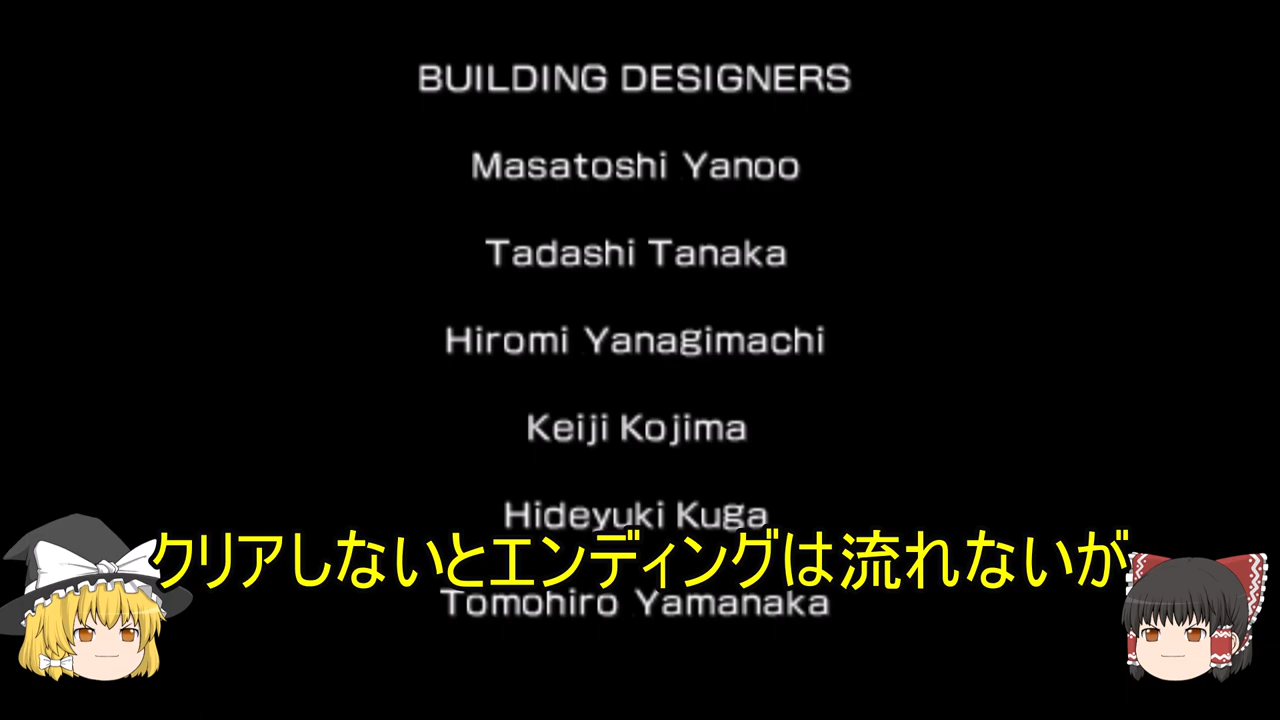 BUILDING DESIGNERS
Masatoshi Yanoo
Tadashi Tanaka
Hiromi Yanagimachi
Keiji Kojima
Hideyuki Kuga
クリアしないとエンディングは流れないが
Tomohiro Yamanaka